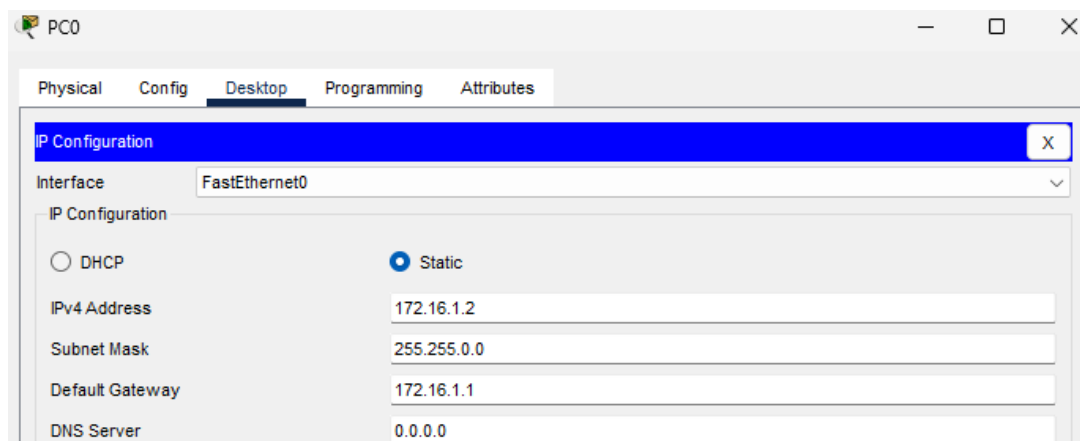 PC0
Physical Config Desktop Programming Attributes
IP Configuration X
Interface FastEthernet0
IP Configuration
DHCP Static
IPv4 Address 172.16.1.2
Subnet Mask 255.255.0.0
Default Gateway 172.16.1.1
DNS Server 0.0.0.0